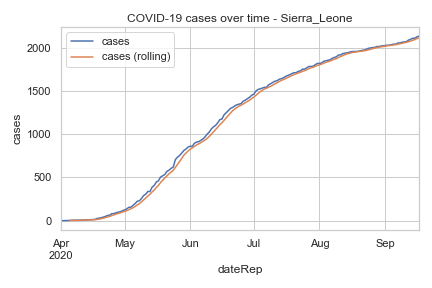 COVID-19 cases over time - Sierra_Leone
cases
cases (rolling)
2000
1500
1000
500
0
cases
Apr May Jun Jul Aug Sep
2020
dateRep